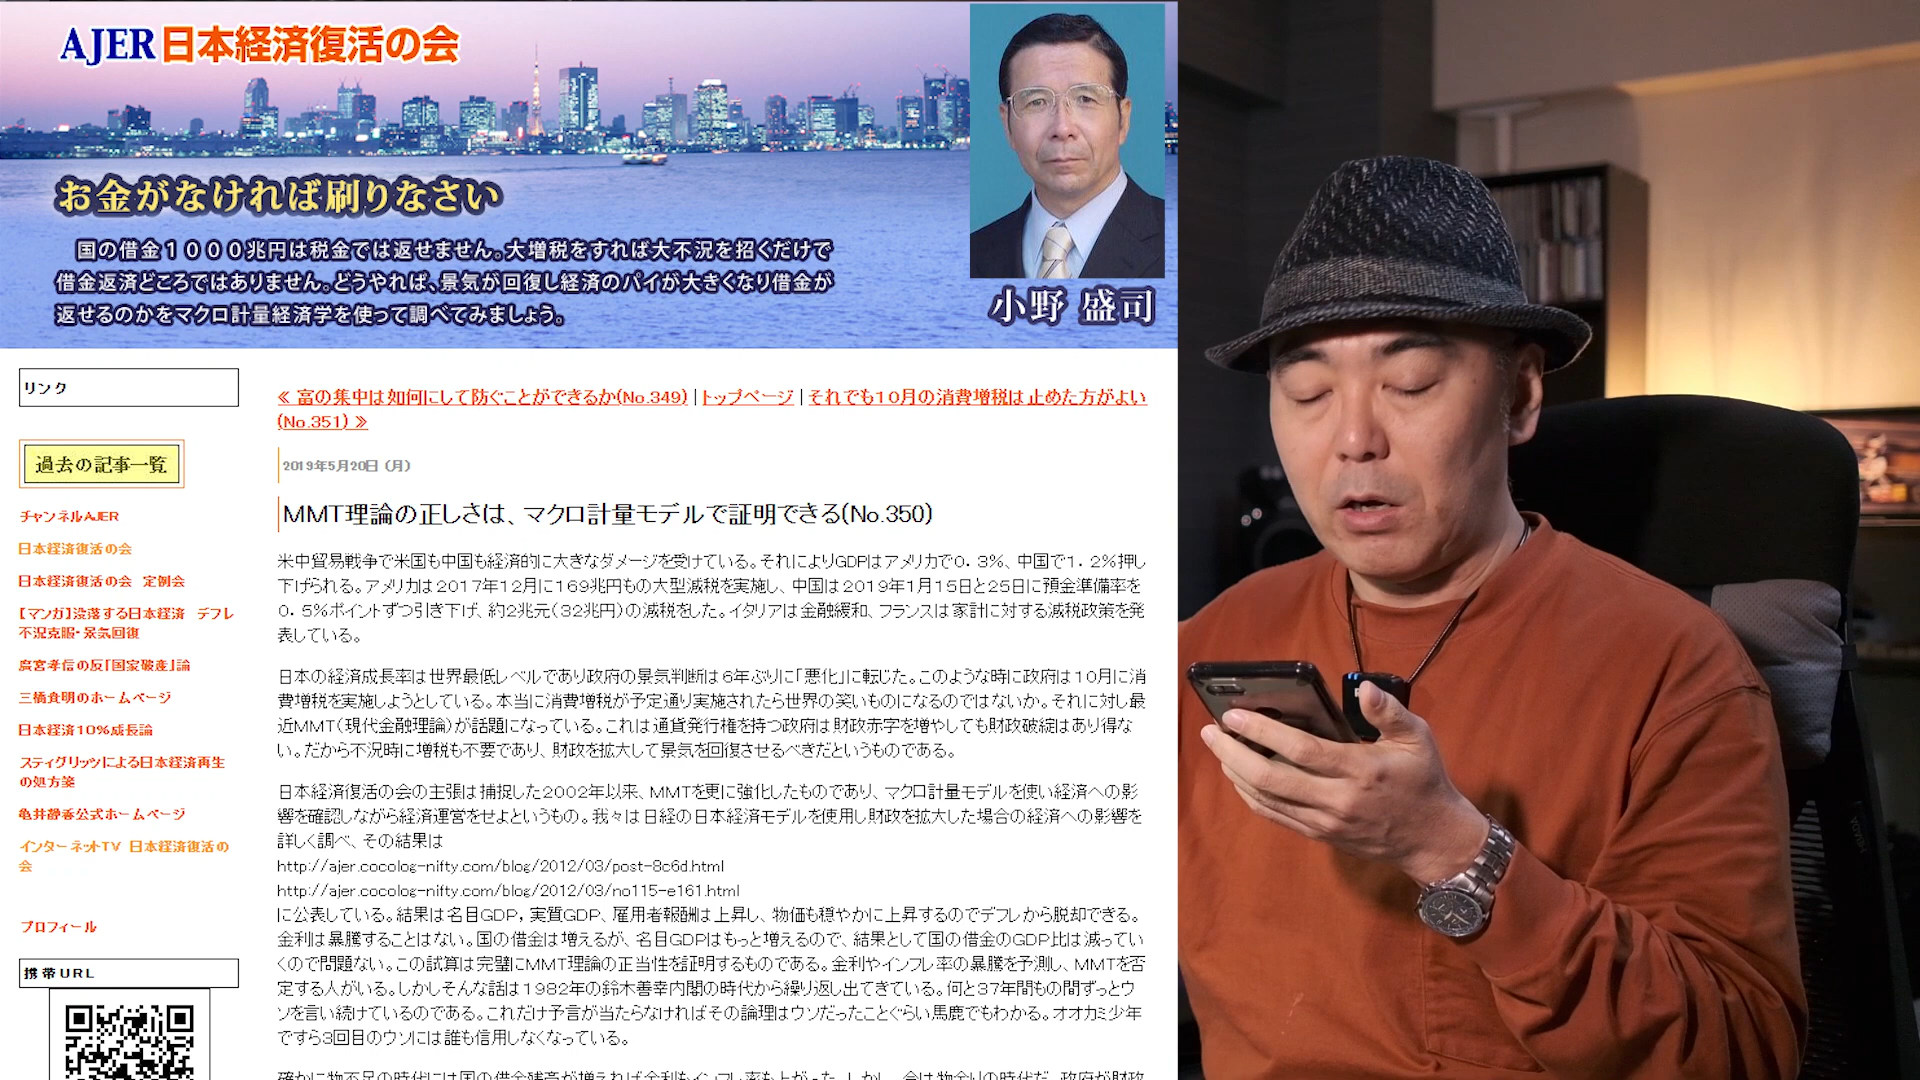 AJER日本経済復活の会
お金がなければ刷りなさい
国の借金１０００兆円は税金では返せません。大増税をすれば大不況を招くだけで
借金返済どころではありません。どうやれば、景気が回復し経済のパイが大きくなり借金が
返せるのかをマクロ計量経済学を使って調べてみましょう。
小野 盛司
リンク
過去の記事一覧
チャンネルAJER
日本経済復活の会
日本経済復活の会　定例会
【マンガ】没落する日本経済　デフレ
不況克服・景気回復
廣宮孝信の反「国家破産」論
三橋貴明のホームページ
日本経済１０％成長論
スティグリッツによる日本経済再生
の処方箋
亀井静香公式ホームページ
インターネットTV 日本経済復活の
会
プロフィール
携帯URL
≪ 富の集中は如何にして防ぐことができるか(No.349) | トップページ | それでも１０月の消費増税は止めた方がよい
(No.351) ≫
2019年5月20日 (月)
ＭＭＴ理論の正しさは、マクロ計量モデルで証明できる(No.350)
米中貿易戦争で米国も中国も経済的に大きなダメージを受けている。それによりGDPはアメリカで０．３％、中国で１．２％押し
下げられる。アメリカは２０１７年１２月に１６９兆円もの大型減税を実施し、中国は２０１９年１月１５日と２５日に預金準備率を
０．５％ポイントずつ引き下げ、約２兆元（３２兆円）の減税をした。イタリアは金融緩和、フランスは家計に対する減税政策を発
表している。
日本の経済成長率は世界最低レベルであり政府の景気判断は６年ぶりに「悪化」に転じた。このような時に政府は１０月に消
費増税を実施しようとしている。本当に消費増税が予定通り実施されたら世界の笑いものになるのではないか。それに対し最
近ＭＭＴ（現代金融理論）が話題になっている。これは通貨発行権を持つ政府は財政赤字を増やしても財政破綻はあり得な
い。だから不況時に増税も不要であり、財政を拡大して景気を回復させるべきだというものである。
日本経済復活の会の主張は捕捉した２００２年以来、ＭＭＴを更に強化したものであり、マクロ計量モデルを使い経済への影
響を確認しながら経済運営をせよというもの。我々は日経の日本経済モデルを使用し財政を拡大した場合の経済への影響を
詳しく調べ、その結果は
http://ajer.cocolog-nifty.com/blog/2012/03/post-8c6d.html
http://ajer.cocolog-nifty.com/blog/2012/03/no115-e161.html
に公表している。結果は名目GDP，実質GDP、雇用者報酬は上昇し、物価も穏やかに上昇するのでデフレから脱却できる。
金利は暴騰することはない。国の借金は増えるが、名目GDPはもっと増えるので、結果として国の借金のGDP比は減ってい
くので問題ない。この試算は完璧にMMT理論の正当性を証明するものである。金利やインフレ率の暴騰を予測し、MMTを否
定する人がいる。しかしそんな話は１９８２年の鈴木善幸内閣の時代から繰り返し出てきている。何と３７年間もの間ずっとウ
ソを言い続けているのである。これだけ予言が当たらなければその論理はウソだったことぐらい馬鹿でもわかる。オオカミ少年
ですら３回目のウソには誰も信用しなくなっている。